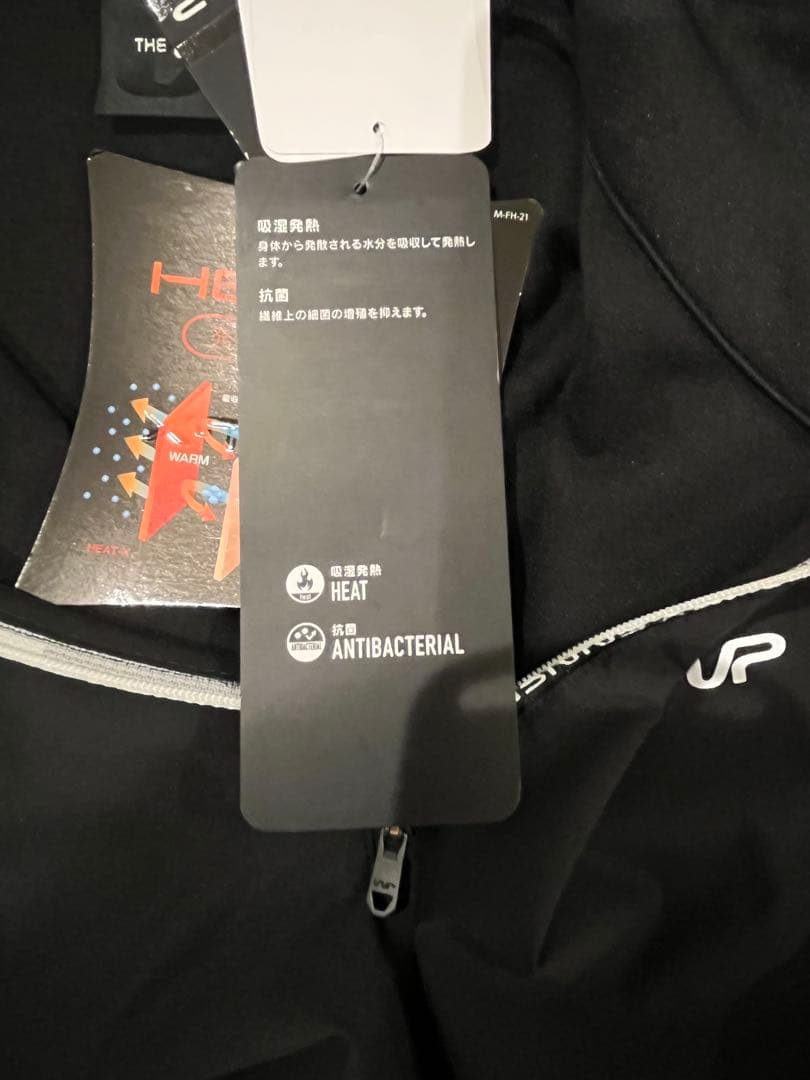 THE
M-FH-21
吸湿発熱
身体から発散される水分を吸収して発熱し
ます。
抗菌
繊維上の細菌の増殖を抑えます。
WARM
HEAT-X
吸湿発熱
heat
HEAT
抗菌
ANTIBACTERIAL
ANTIBACTERIAL
UP